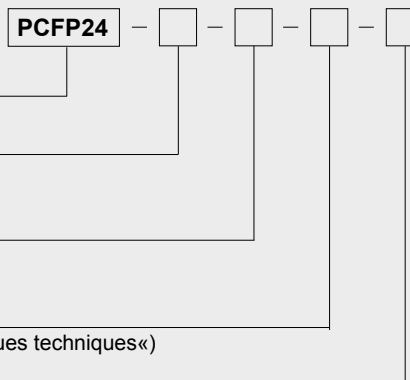 PCFP24 – – – –
ues techniques«)